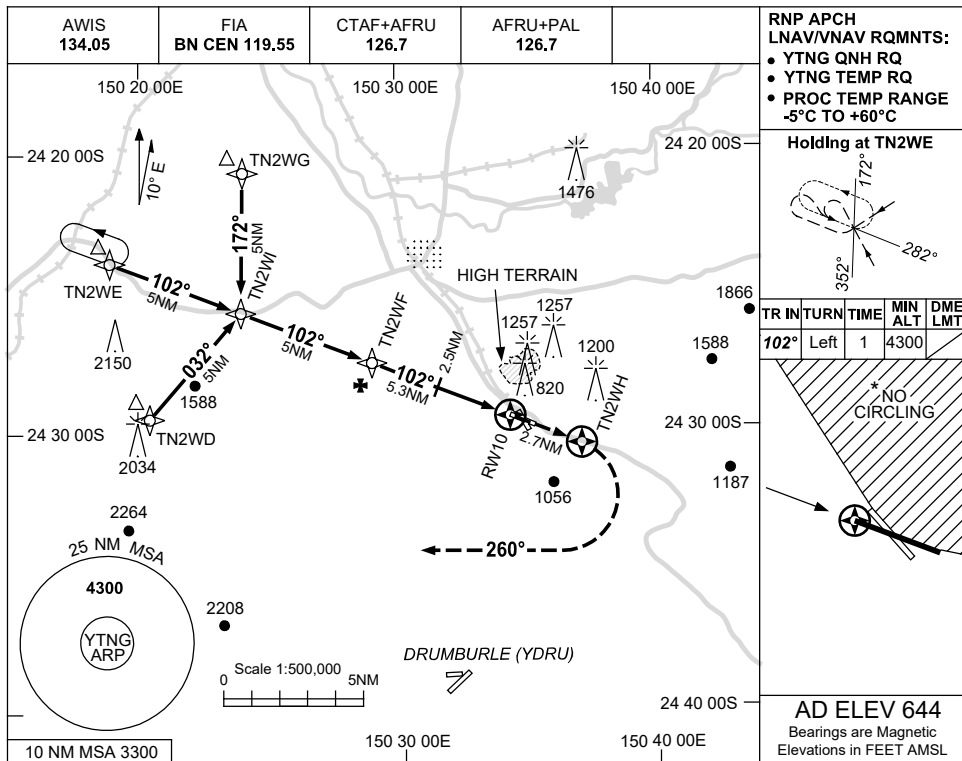 AWIS
134.05
FIA
BN CEN 119.55
CTAF+AFRU
126.7
AFRU+PAL
126.7
RNP APCH
LNAV/VNAV RQMNTS:
• YTNG QNH RQ
• YTNG TEMP RQ
• PROC TEMP RANGE
-5°C TO +60°C
150 20 00E
150 30 00E
150 40 00E
24 20 00S
24 20 00S
10° E
TN2WG
1476
172°
5NM
TN2WI
TN2WE
102°
5NM
HIGH TERRAIN
TN2WF
102°
5NM
1257
1257
1866
1200
1588
2150
032°
5NM
1588
102°
5.3NM
2.5NM
820
TN2WH
TN2WD
24 30 00S
24 30 00S
2034
RW10
2.7NM
1056
1187
2264
260°
25 NM MSA
4300
YTNG
ARP
2208
Scale 1:500,000
0
5NM
DRUMBURLE (YDRU)
24 40 00S
10 NM MSA 3300
150 30 00E
150 40 00E
Holding at TN2WE
172°
282°
352°
TR IN TURN TIME MIN ALT DME LMT
102° Left 1 4300
*NO
CIRCLING
AD ELEV 644
Bearings are Magnetic
Elevations in FEET AMSL